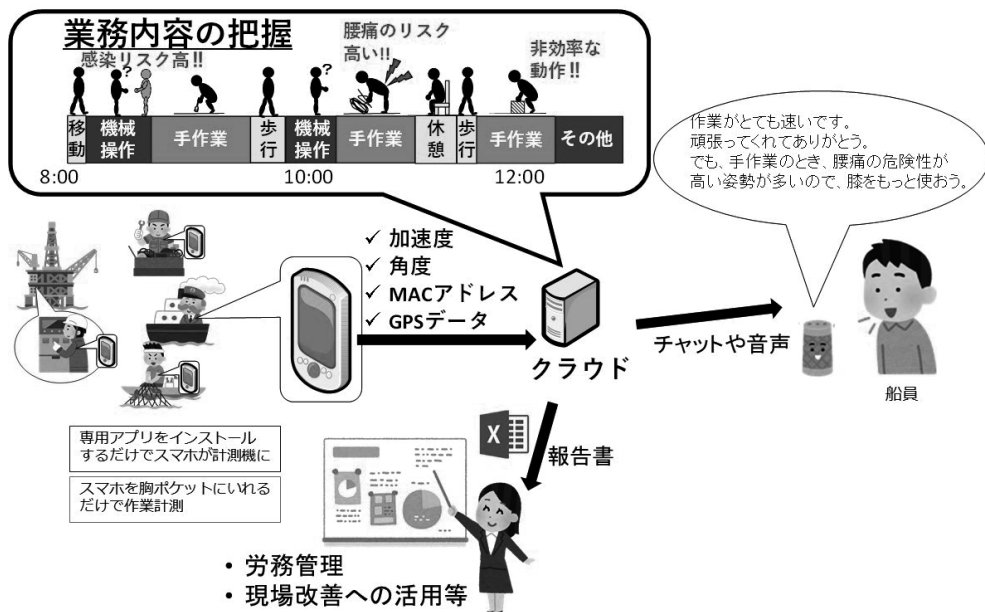 業務内容の把握
感染リスク高!!
腰痛のリスク
高い!!
非効率な
動作!!
?
?
移動
機械操作
手作業
歩行
機械操作
手作業
休憩
歩行
手作業
その他
8:00
10:00
12:00
作業がとても速いです。
頑張ってくれてありがとう。
でも、手作業のとき、腰痛の危険性が
高い姿勢が多いので、膝をもっと使おう。
✓ 加速度
✓ 角度
✓ MACアドレス
✓ GPSデータ
クラウド
チャットや音声
船員
専用アプリをインストール
するだけでスマホが計測機に
スマホを胸ポケットにいれる
だけで作業計測
X
報告書
・労務管理
・現場改善への活用等